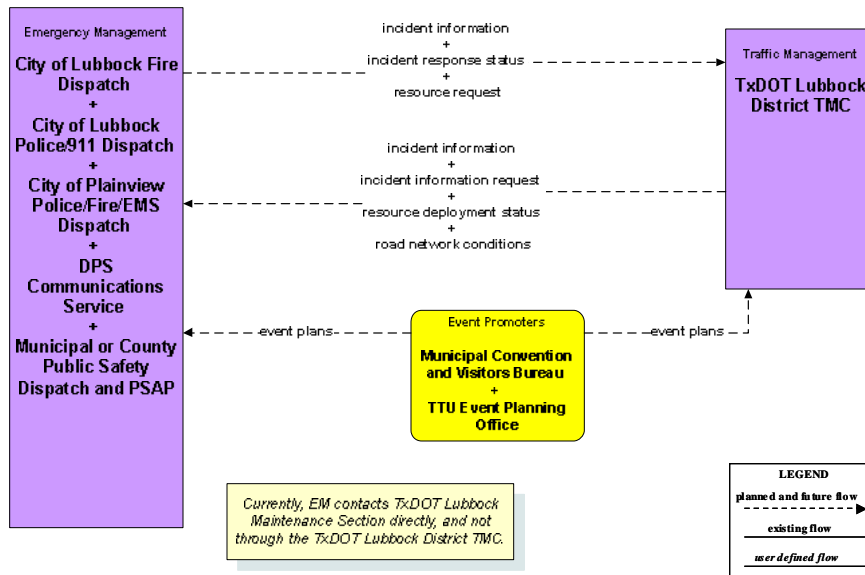 Emergency Management
City of Lubbock Fire
Dispatch
+
City of Lubbock
Police/911 Dispatch
+
City of Plainview
Police/Fire/EMS
Dispatch
+
DPS
Communications
Service
+
Municipal or County
Public Safety
Dispatch and PSAP
incident information
+
incident response status
+
resource request
Traffic Management
TxDOT Lubbock
District TMC
incident information
+
incident information request
+
resource deployment status
+
road network conditions
event plans
Event Promoters
Municipal Convention
and Visitors Bureau
+
TTU Event Planning
Office
event plans
Currently, EM contacts TxDOT Lubbock
Maintenance Section directly, and not
through the TxDOT Lubbock District TMC.
LEGEND
planned and future flow
existing flow
user defined flow